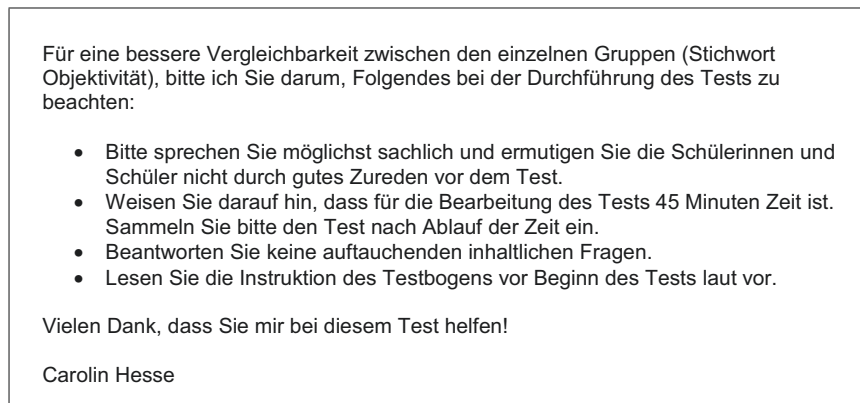 Für eine bessere Vergleichbarkeit zwischen den einzelnen Gruppen (Stichwort
Objektivität), bitte ich Sie darum, Folgendes bei der Durchführung des Tests zu
beachten:
• Bitte sprechen Sie möglichst sachlich und ermutigen Sie die Schülerinnen und
Schüler nicht durch gutes Zureden vor dem Test.
• Weisen Sie darauf hin, dass für die Bearbeitung des Tests 45 Minuten Zeit ist.
Sammeln Sie bitte den Test nach Ablauf der Zeit ein.
• Beantworten Sie keine auftauchenden inhaltlichen Fragen.
• Lesen Sie die Instruktion des Testbogens vor Beginn des Tests laut vor.
Vielen Dank, dass Sie mir bei diesem Test helfen!
Carolin Hesse